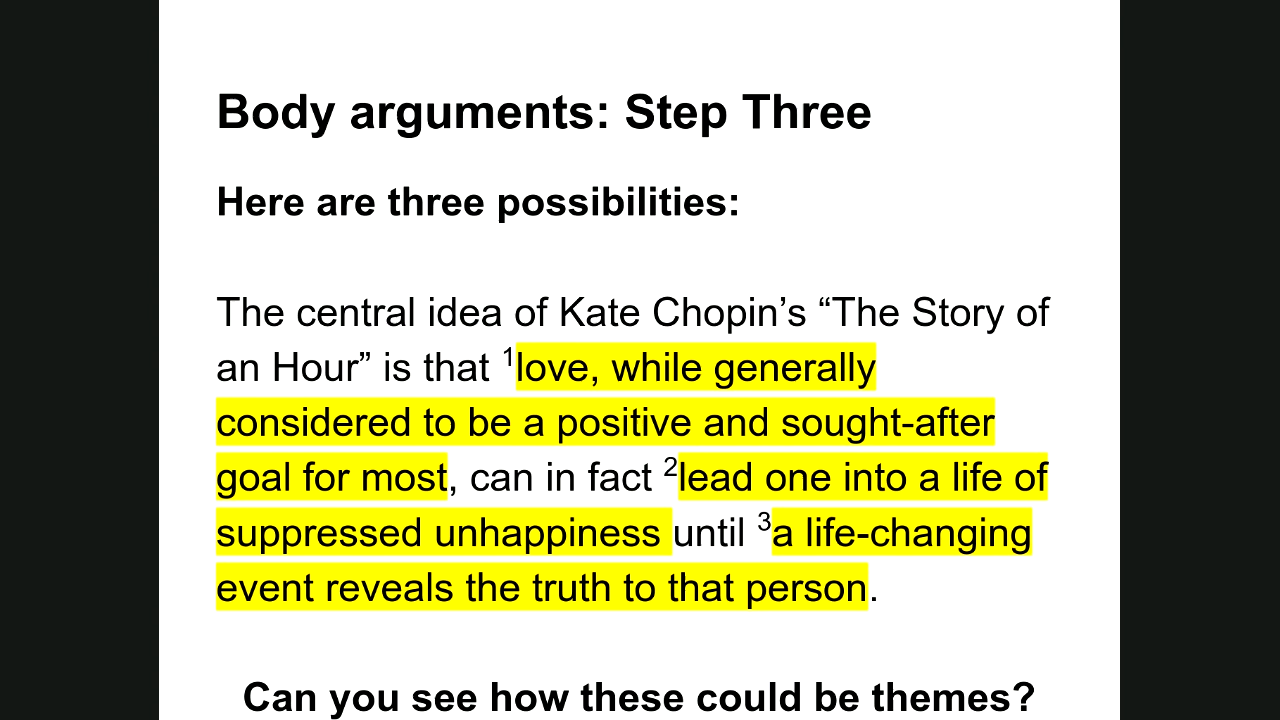 Body arguments: Step Three
Here are three possibilities:
The central idea of Kate Chopin’s “The Story of
an Hour” is that ¹love, while generally
considered to be a positive and sought-after
goal for most, can in fact ²lead one into a life of
suppressed unhappiness until ³a life-changing
event reveals the truth to that person.
Can you see how these could be themes?